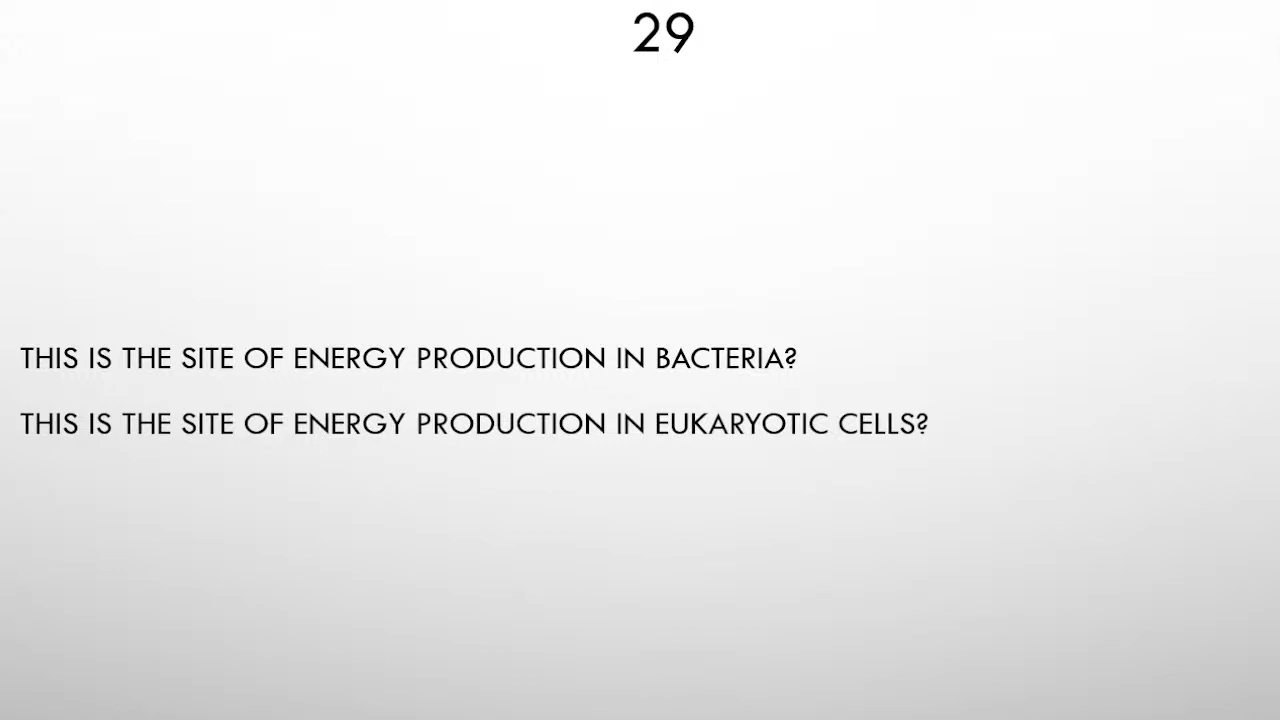 29
THIS IS THE SITE OF ENERGY PRODUCTION IN BACTERIA?
THIS IS THE SITE OF ENERGY PRODUCTION IN EUKARYOTIC CELLS?